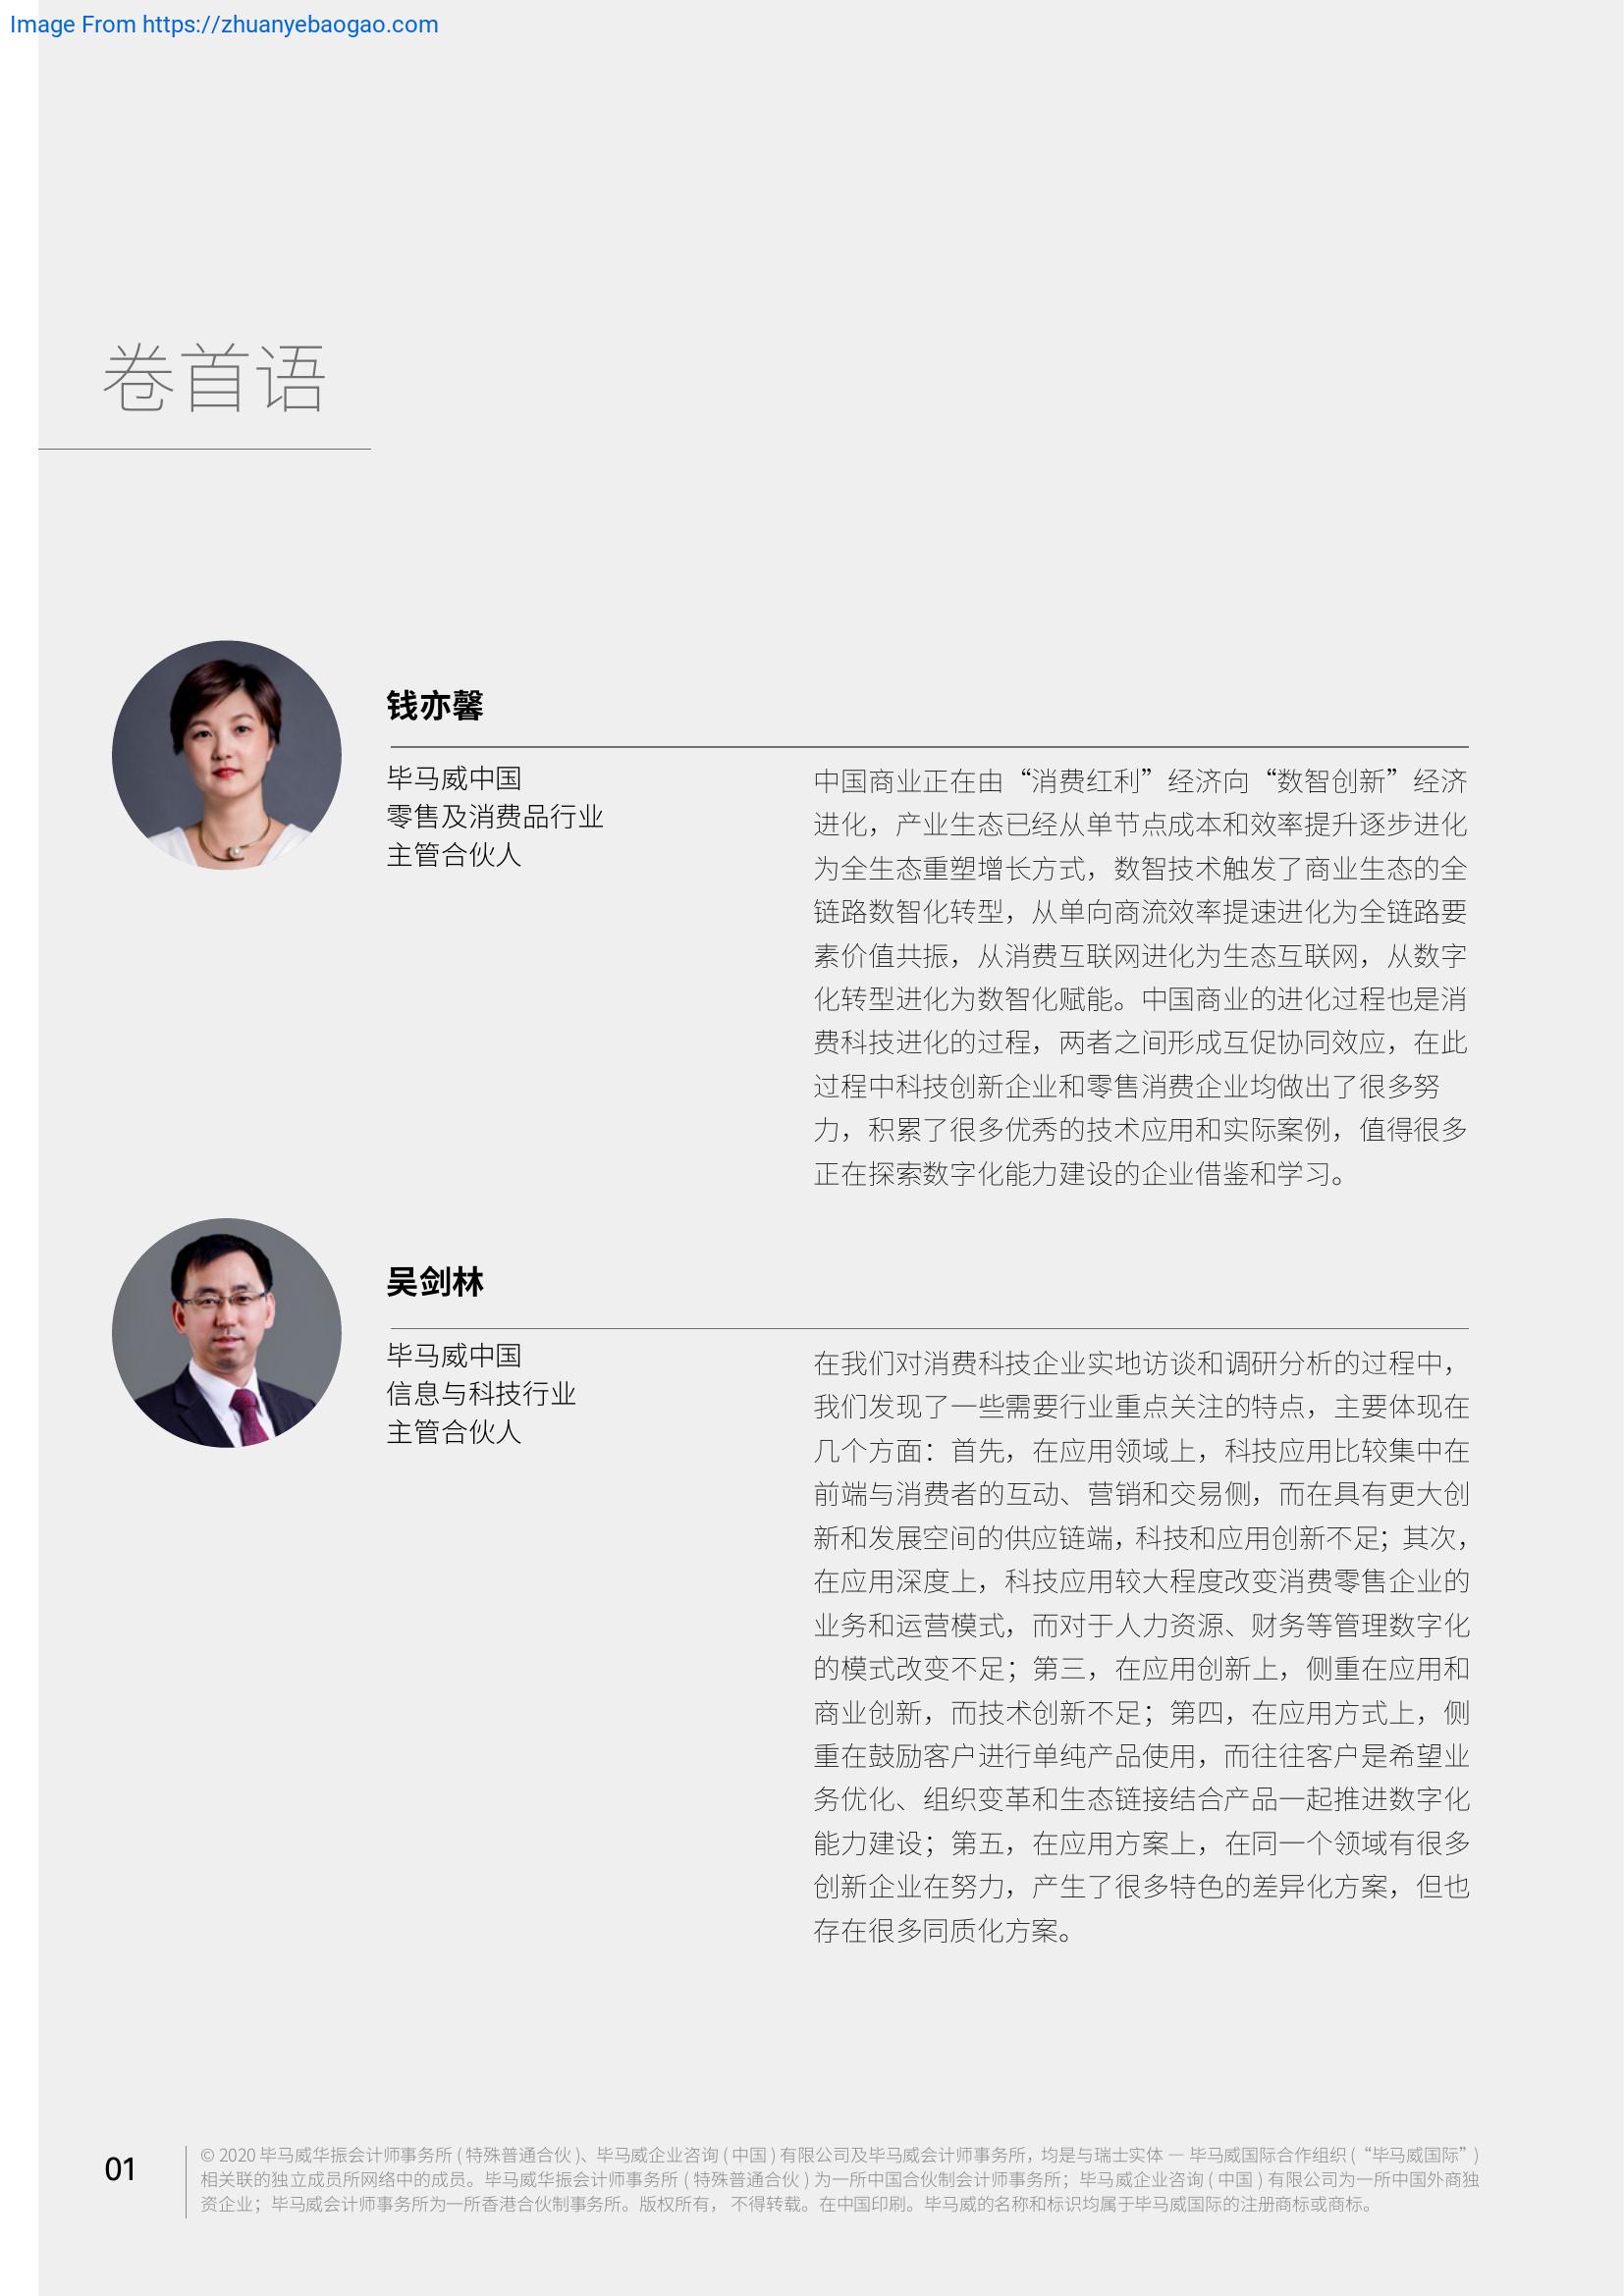 Image From https://zhuanyebaogao.com
卷首语
钱亦馨
毕马威中国
零售及消费品行业
主管合伙人
中国商业正在由“消费红利”经济向“数智创新”经济
进化，产业生态已经从单节点成本和效率提升逐步进化
为全生态重塑增长方式，数智技术触发了商业生态的全
链路数智化转型，从单向商流效率提速进化为全链路要
素价值共振，从消费互联网进化为生态互联网，从数字
化转型进化为数智化赋能。中国商业的进化过程也是消
费科技进化的过程，两者之间形成互促协同效应，在此
过程中科技创新企业和零售消费企业均做出了很多努
力，积累了很多优秀的技术应用和实际案例，值得很多
正在探索数字化能力建设的企业借鉴和学习。
吴剑林
毕马威中国
信息与科技行业
主管合伙人
在我们对消费科技企业实地访谈和调研分析的过程中，
我们发现了一些需要行业重点关注的特点，主要体现在
几个方面：首先，在应用领域上，科技应用比较集中在
前端与消费者的互动、营销和交易侧，而在具有更大创
新和发展空间的供应链端，科技和应用创新不足；其次，
在应用深度上，科技应用较大程度改变消费零售企业的
业务和运营模式，而对于人力资源、财务等管理数字化
的模式改变不足；第三，在应用创新上，侧重在应用和
商业创新，而技术创新不足；第四，在应用方式上，侧
重在鼓励客户进行单纯产品使用，而往往客户是希望业
务优化、组织变革和生态链接结合产品一起推进数字化
能力建设；第五，在应用方案上，在同一个领域有很多
创新企业在努力，产生了很多特色的差异化方案，但也
存在很多同质化方案。
01
© 2020 毕马威华振会计师事务所 ( 特殊普通合伙 )、毕马威企业咨询 ( 中国 ) 有限公司及毕马威会计师事务所，均是与瑞士实体 — 毕马威国际合作组织 (“毕马威国际”)
相关联的独立成员所网络中的成员。毕马威华振会计师事务所 ( 特殊普通合伙 ) 为一所中国合伙制会计师事务所；毕马威企业咨询 ( 中国 ) 有限公司为一所中国外商独
资企业；毕马威会计师事务所为一所香港合伙制事务所。版权所有， 不得转载。在中国印刷。毕马威的名称和标识均属于毕马威国际的注册商标或商标。